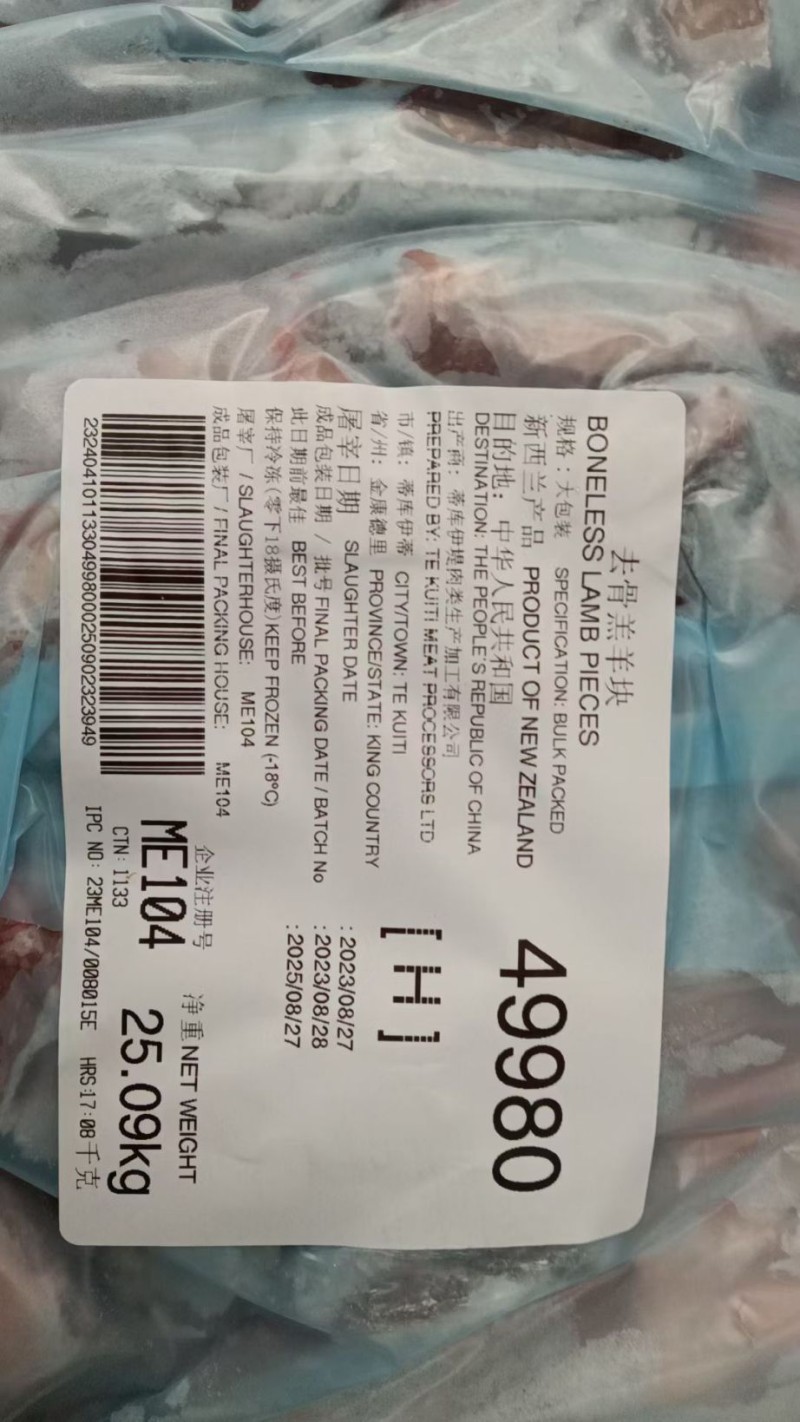 去骨羔羊块
BONELESS LAMB PIECES
规格：大包装 SPECIFICATION: BULK PACKED
新西兰产品 PRODUCT OF NEW ZEALAND
49980
目的地: 中华人民共和国
DESTINATION: THE PEOPLE'S REPUBLIC OF CHINA
出产商: 蒂库伊堤肉类生产加工有限公司
PREPARED BY: TE KUITI MEAT PROCESSORS LTD
[H]
市/镇: 蒂库伊蒂 CITY/TOWN: TE KUITI
省/州: 金康德里 PROVINCE/STATE: KING COUNTRY
屠宰日期 SLAUGHTER DATE :2023/08/27
成品包装日期 / 批号 FINAL PACKING DATE / BATCH No :2023/08/28
此日期前最佳 BEST BEFORE :2025/08/27
保持冷冻(零下18摄氏度)KEEP FROZEN (-18°C)
屠宰厂 / SLAUGHTERHOUSE: ME104
成品包装厂 / FINAL PACKING HOUSE: ME104
企业注册号 净重 NET WEIGHT
ME104 25.09kg
CTN: 1133
23240410113304998000250902323949
IPC NO: 23ME104/008015E HRS:17:08 千克